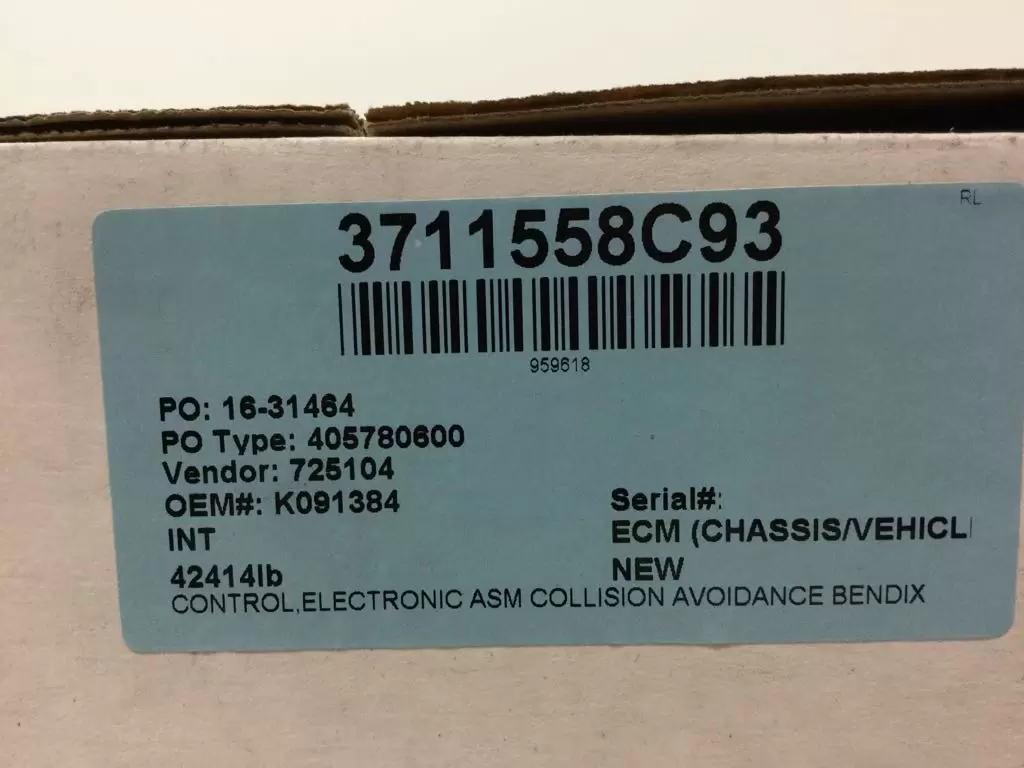 RL
3711558C93
959618
PO: 16-31464
PO Type: 405780600
Vendor: 725104
OEM#: K091384
Serial#:
INT
ECM (CHASSIS/VEHICL
42414lb
NEW
CONTROL,ELECTRONIC ASM COLLISION AVOIDANCE BENDIX